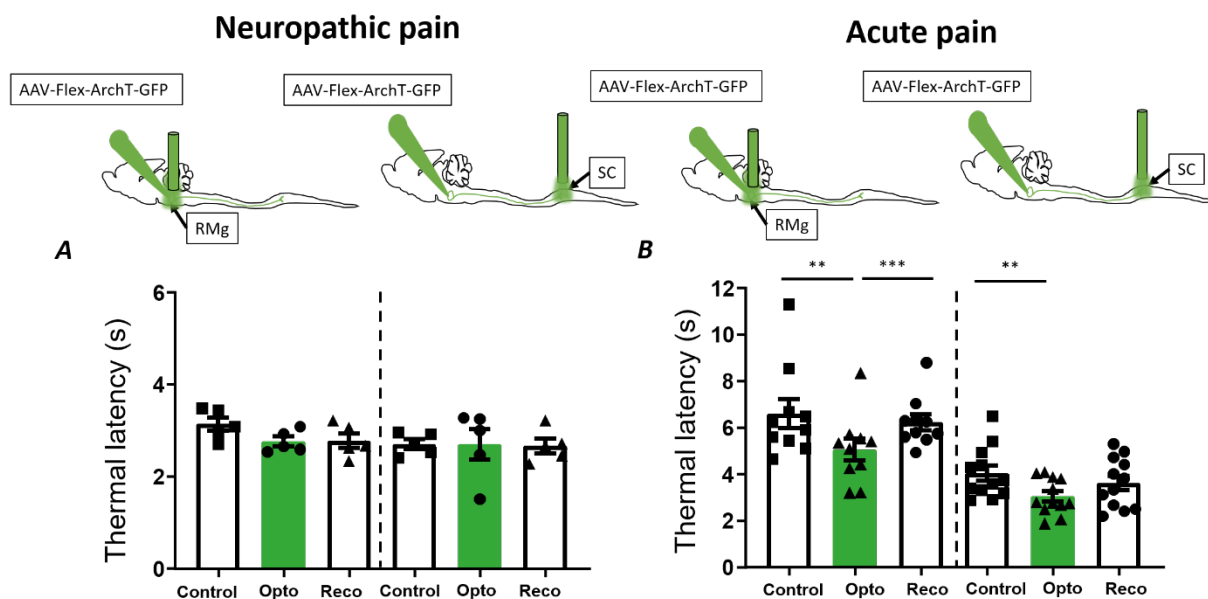 Neuropathic pain
Acute pain
AAV-Flex-ArchT-GFP
AAV-Flex-ArchT-GFP
AAV-Flex-ArchT-GFP
AAV-Flex-ArchT-GFP
SC
SC
RMg
RMg
A
B
** *** **
Thermal latency (s)
6
4
2
0
Control Opto Reco Control Opto Reco
Thermal latency (s)
12
10
8
6
4
2
0
Control Opto Reco Control Opto Reco